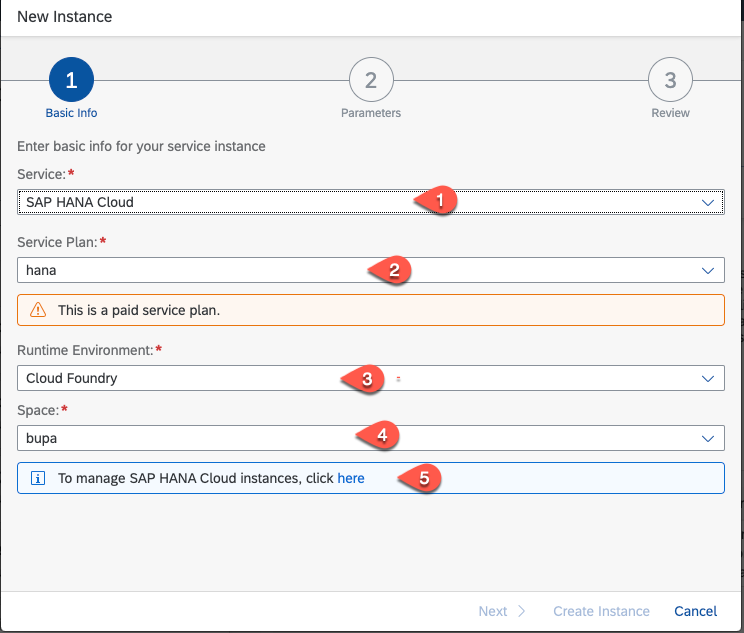 New Instance
1
2
3
Basic Info
Parameters
Review
Enter basic info for your service instance
Service:*
SAP HANA Cloud
1
Service Plan:*
hana
2
This is a paid service plan.
Runtime Environment:*
Cloud Foundry
3
Space:*
bupa
4
To manage SAP HANA Cloud instances, click here
5
Next
Create Instance
Cancel